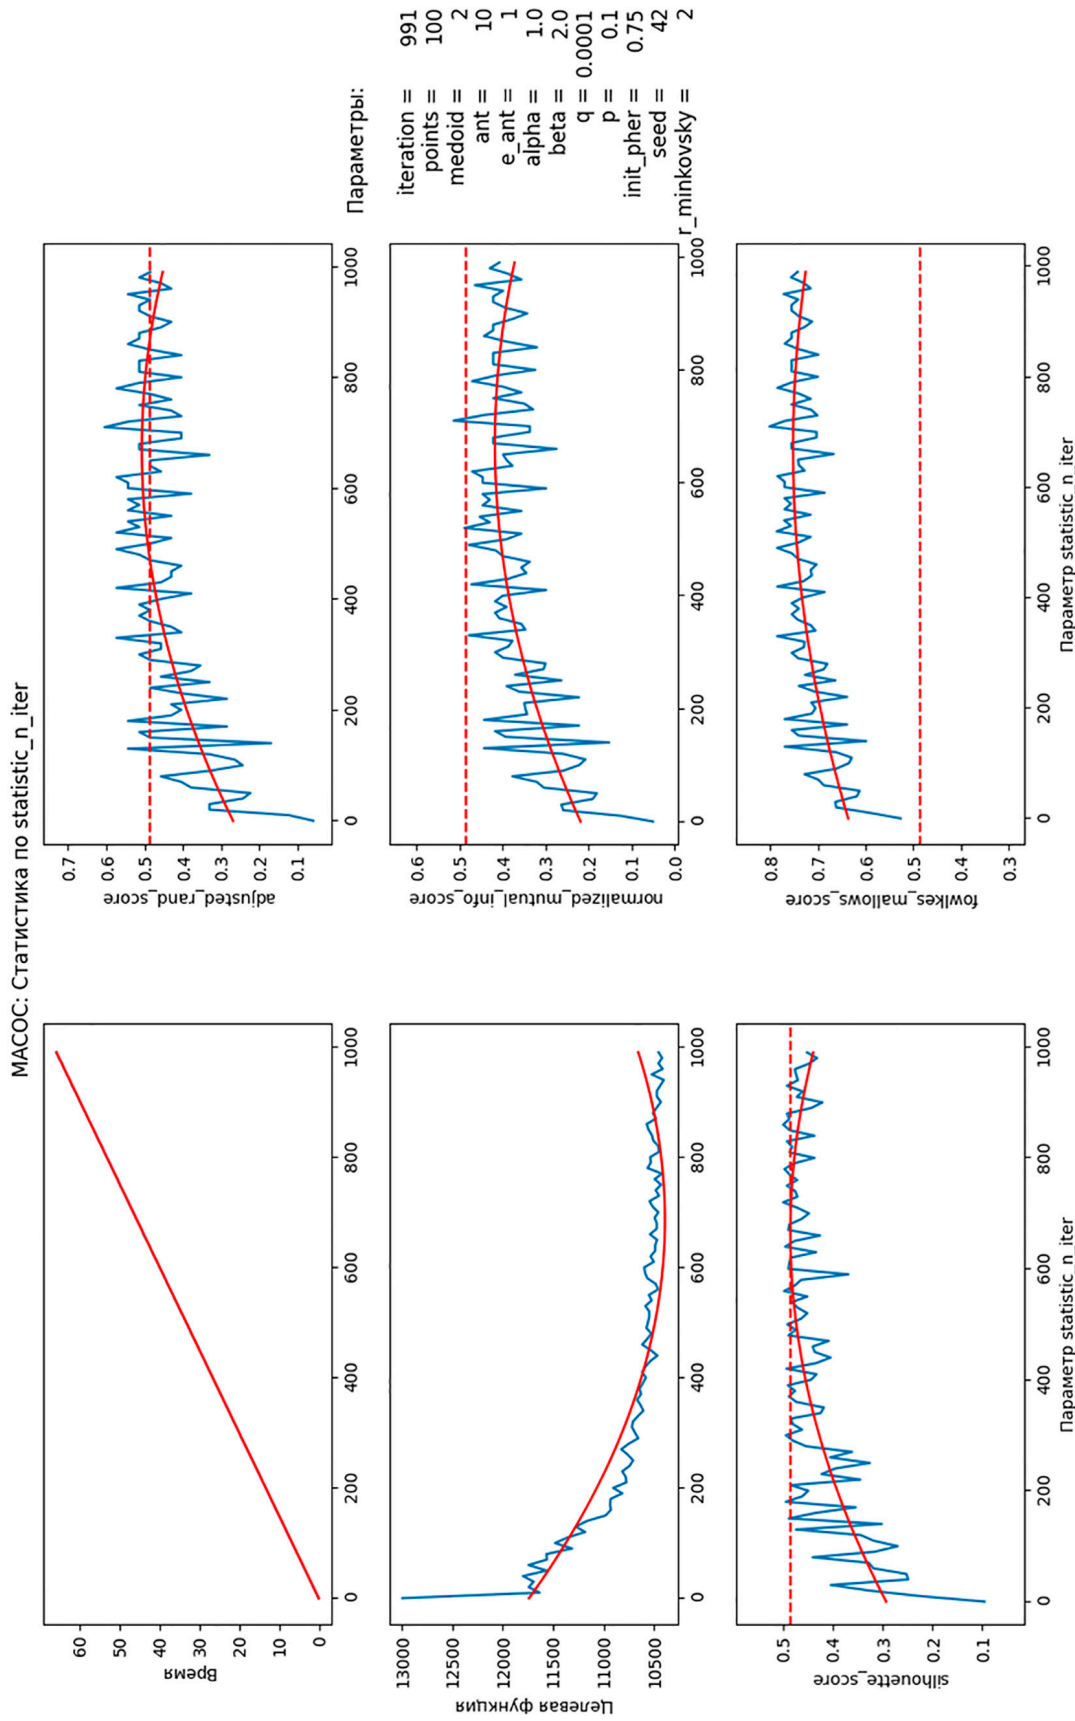 МАСОС: Статистика по statistic_n_iter
Время
60
50
40
30
20
10
0
0 200 400 600 800 1000
adjusted_rand_score
0.7
0.6
0.5
0.4
0.3
0.2
0.1
0 200 400 600 800 1000
Целевая функция
13000
12500
12000
11500
11000
10500
0 200 400 600 800 1000
normalized_mutual_info_score
0.6
0.5
0.4
0.3
0.2
0.1
0.0
0 200 400 600 800 1000
silhouette_score
0.5
0.4
0.3
0.2
0.1
0 200 400 600 800 1000
Параметр statistic_n_iter
fowlkes_mallows_score
0.8
0.7
0.6
0.5
0.4
0.3
0 200 400 600 800 1000
Параметр statistic_n_iter
Параметры:
iteration = 991
points = 100
medoid = 2
ant = 10
e_ant = 1
alpha = 1.0
beta = 2.0
q = 0.0001
p = 0.1
init_pher = 0.75
seed = 42
r_minkovsky = 2